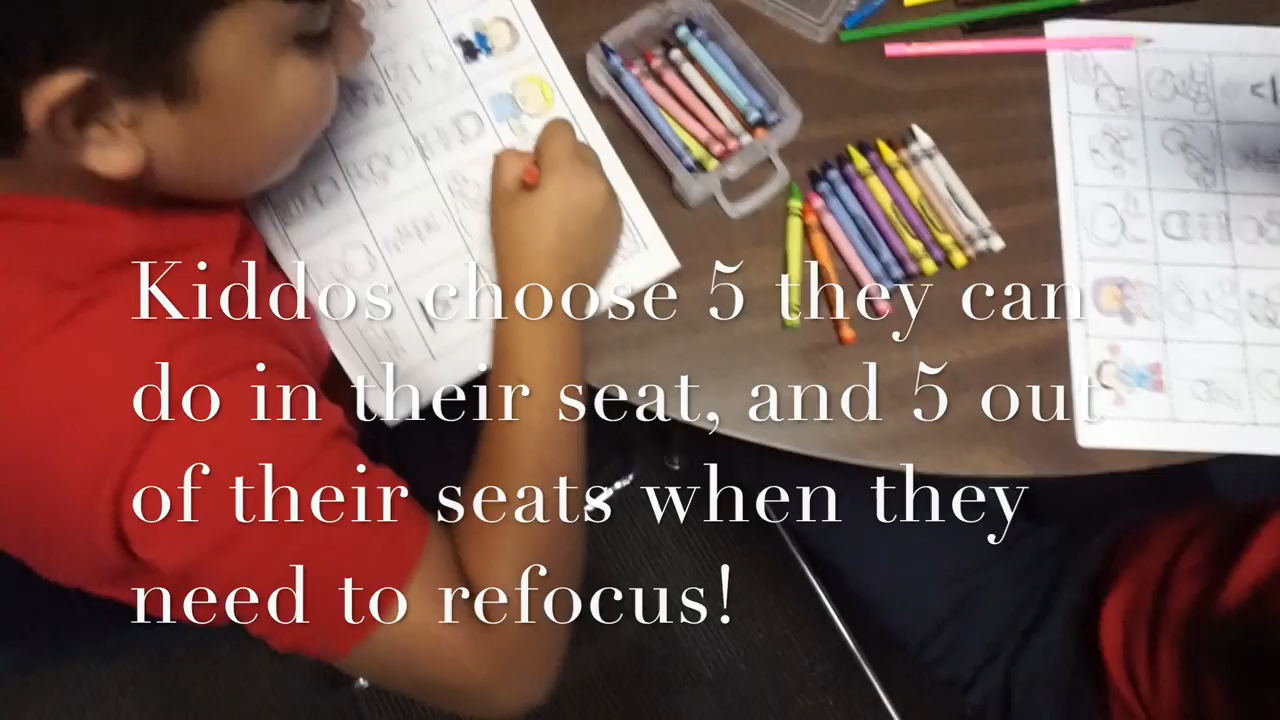 Kiddos choose 5 they can
do in their seat, and 5 out
of their seats when they
need to refocus!